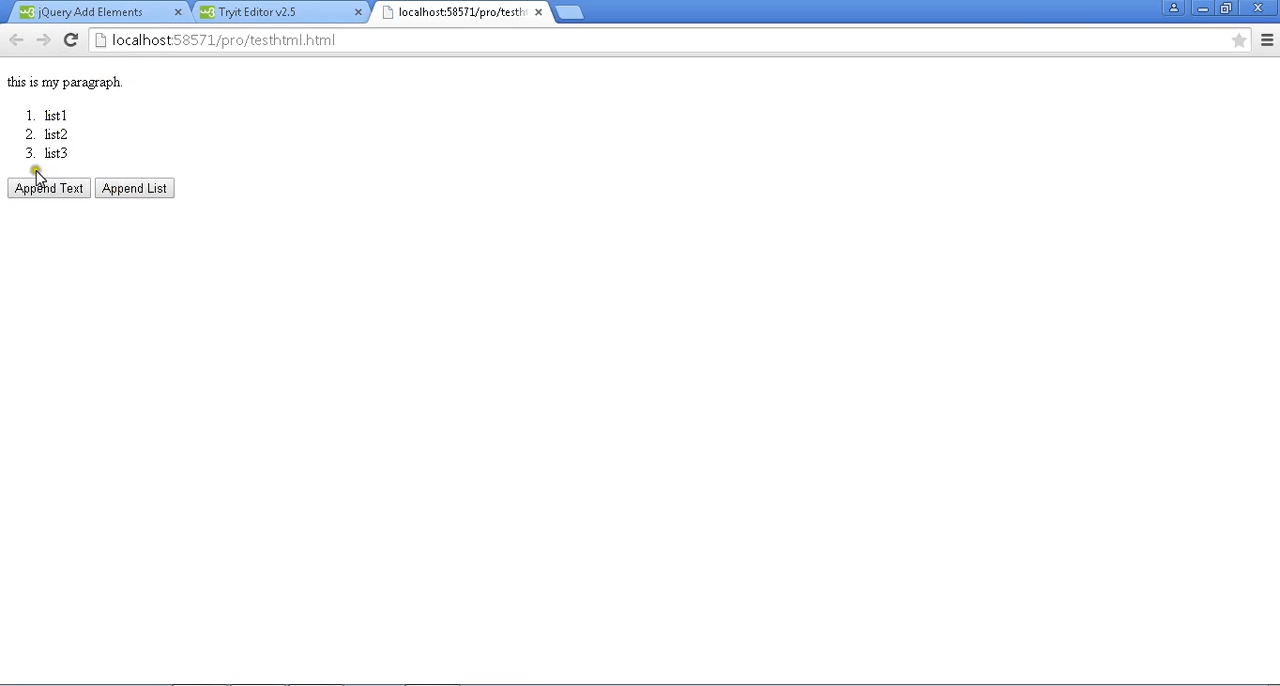 jQuery Add Elements
Tryit Editor v2.5
localhost:58571/pro/testh
localhost:58571/pro/testhtml.html
this is my paragraph.
1. list1
2. list2
3. list3
Append Text Append List